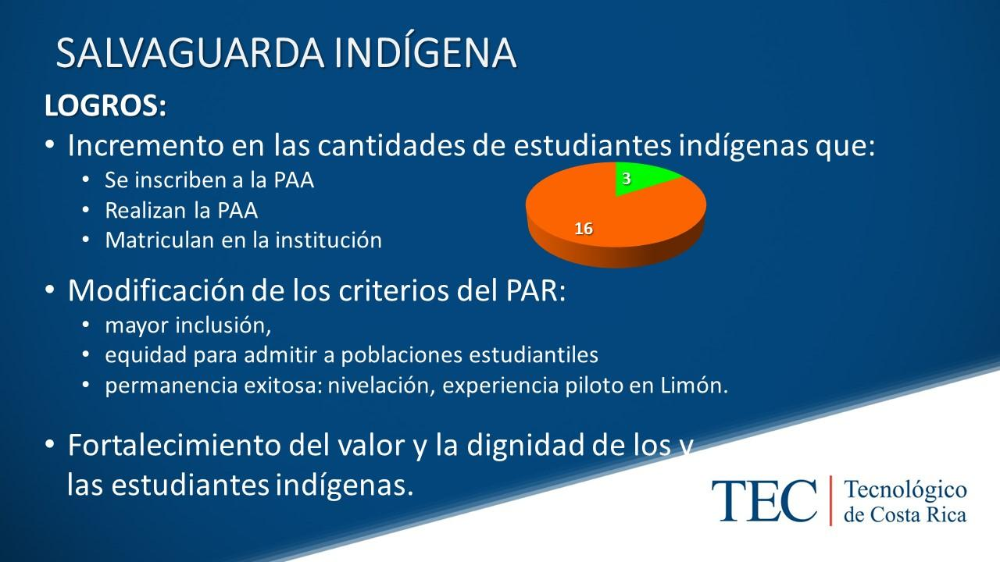 SALVAGUARDA INDÍGENA
LOGROS:
• Incremento en las cantidades de estudiantes indígenas que:
• Se inscriben a la PAA
• Realizan la PAA
• Matriculan en la institución
3
16
• Modificación de los criterios del PAR:
• mayor inclusión,
• equidad para admitir a poblaciones estudiantiles
• permanencia exitosa: nivelación, experiencia piloto en Limón.
• Fortalecimiento del valor y la dignidad de los y
las estudiantes indígenas.
TEC | Tecnológico
de Costa Rica